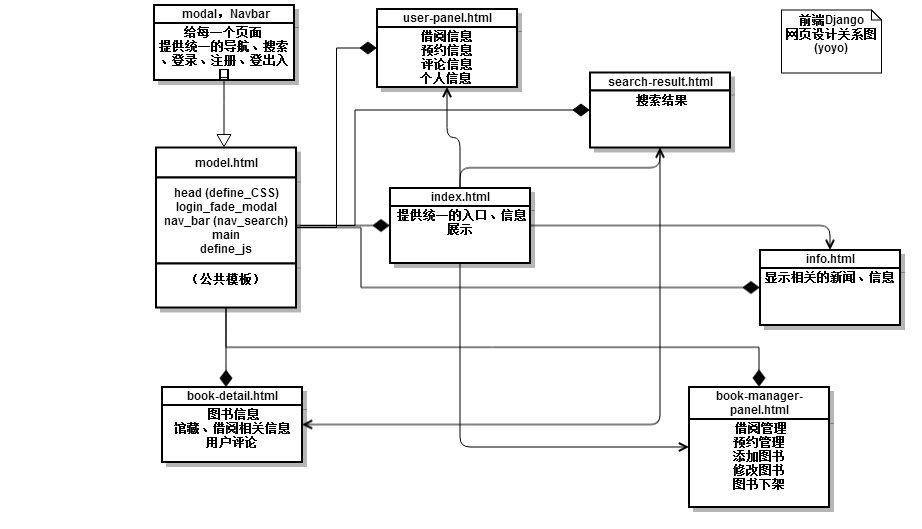 modal，Navbar
给每一个页面
提供统一的导航、搜索
、登录、注册、登出入
口
user-panel.html
借阅信息
预约信息
评论信息
个人信息
前端Django
网页设计关系图
(yoyo)
search-result.html
搜索结果
model.html
head (define_CSS)
login_fade_modal
nav_bar (nav_search)
main
define_js
（公共模板）
index.html
提供统一的入口、信息
展示
info.html
显示相关的新闻、信息
book-detail.html
图书信息
馆藏、借阅相关信息
用户评论
book-manager-
panel.html
借阅管理
预约管理
添加图书
修改图书
图书下架